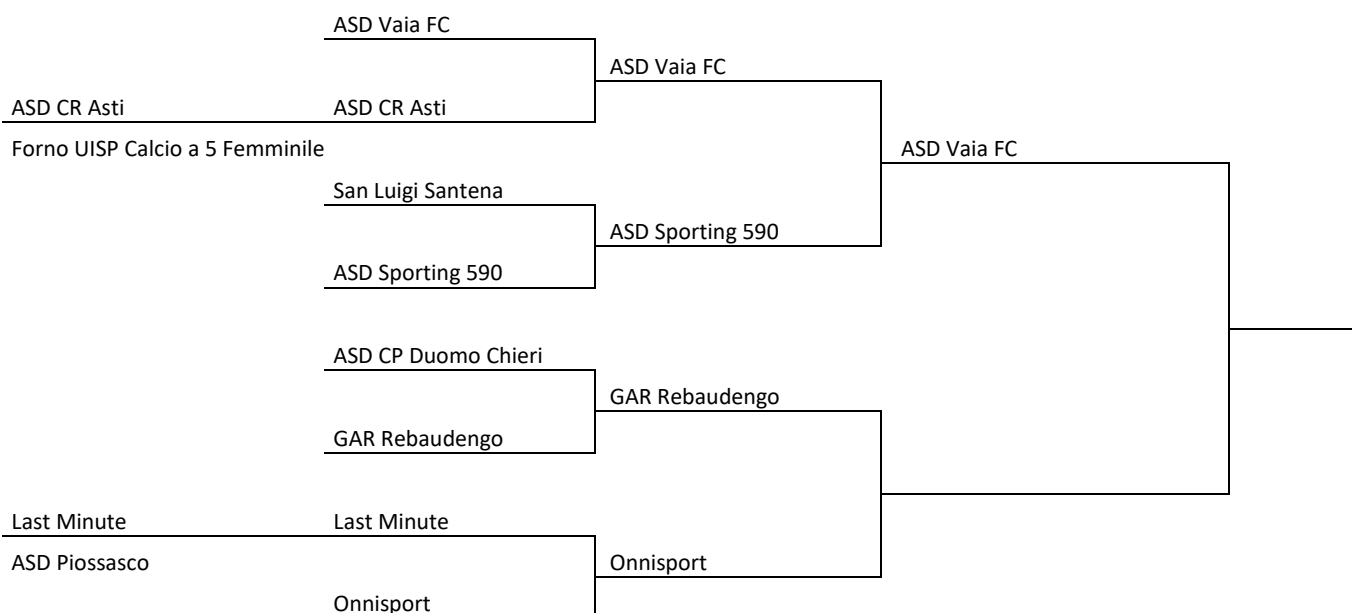 ASD Vaia FC
ASD Vaia FC
ASD CR Asti
ASD CR Asti
Forno UISP Calcio a 5 Femminile
ASD Vaia FC
San Luigi Santena
ASD Sporting 590
ASD Sporting 590
ASD CP Duomo Chieri
GAR Rebaudengo
GAR Rebaudengo
Last Minute
Last Minute
ASD Piossasco
Onnisport
Onnisport